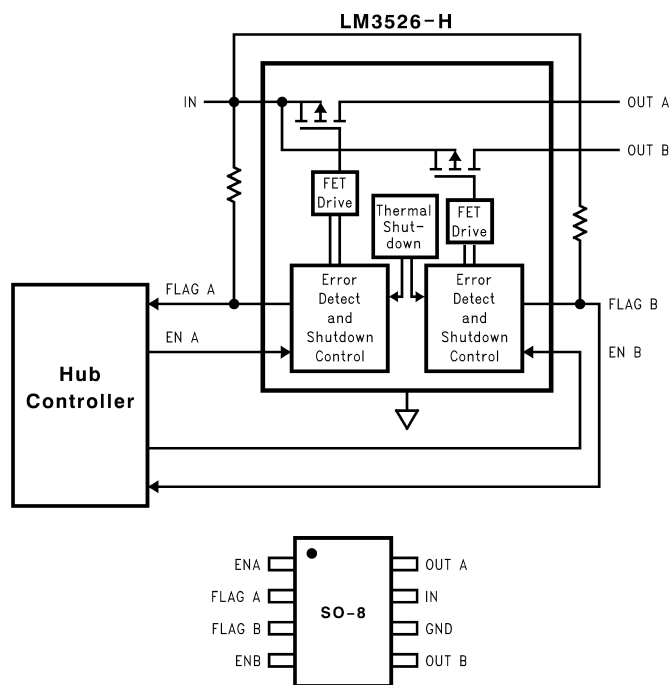 LM3526-H
IN
OUT A
OUT B
FET
Drive
Thermal
Shut-
down
FET
Drive
FLAG A
Error
Detect
and
Shutdown
Control
Error
Detect
and
Shutdown
Control
FLAG B
EN A
EN B
Hub
Controller
ENA
FLAG A
FLAG B
ENB
SO-8
OUT A
IN
GND
OUT B